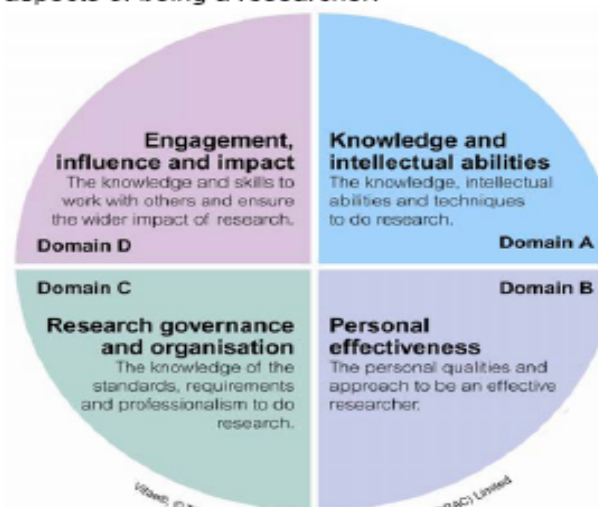 aspects of being a researcher.
Engagement,
influence and impact
The knowledge and skills to
work with others and ensure
the wider impact of research.
Domain D
Knowledge and
intellectual abilities
The knowledge, intellectual
abilities and techniques
to do research.
Domain A
Domain C
Research governance
and organisation
The knowledge of the
standards, requirements
and professionalism to do
research.
Domain B
Personal
effectiveness
The personal qualities and
approach to be an effective
researcher.
Vitae®, ©
Limited